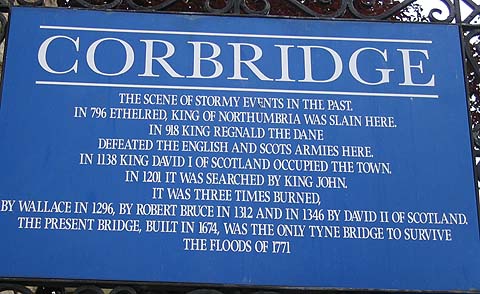 CORBRIDGE
THE SCENE OF STORMY EVENTS IN THE PAST.
IN 796 ETHELRED, KING OF NORTHUMBRIA WAS SLAIN HERE.
IN 918 KING REGNALD THE DANE
DEFEATED THE ENGLISH AND SCOTS ARMIES HERE.
IN 1138 KING DAVID I OF SCOTLAND OCCUPIED THE TOWN.
IN 1201 IT WAS SEARCHED BY KING JOHN.
IT WAS THREE TIMES BURNED,
BY WALLACE IN 1296, BY ROBERT BRUCE IN 1312 AND IN 1346 BY DAVID II OF SCOTLAND.
THE PRESENT BRIDGE, BUILT IN 1674, WAS THE ONLY TYNE BRIDGE TO SURVIVE
THE FLOODS OF 1771